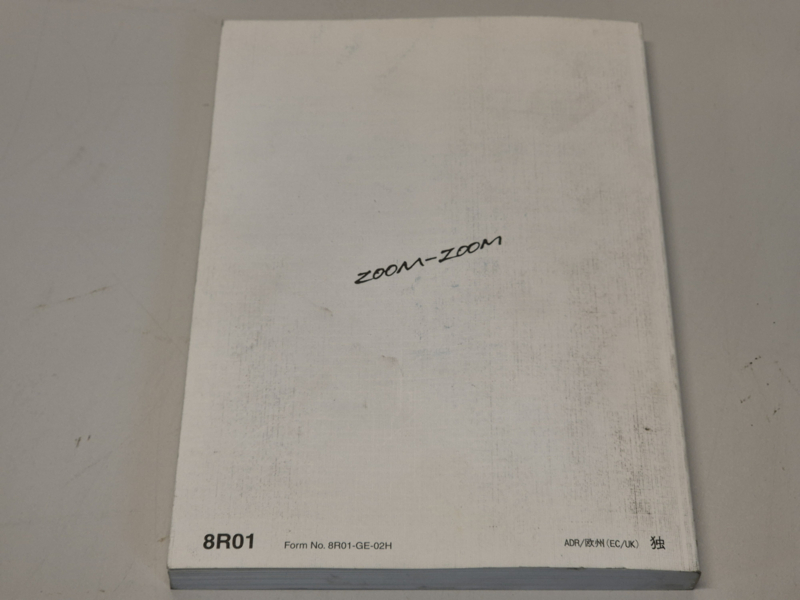 ZOOM-ZOOM
8R01 Form No. 8R01-GE-02H ADR/欧州(EC/UK) 独